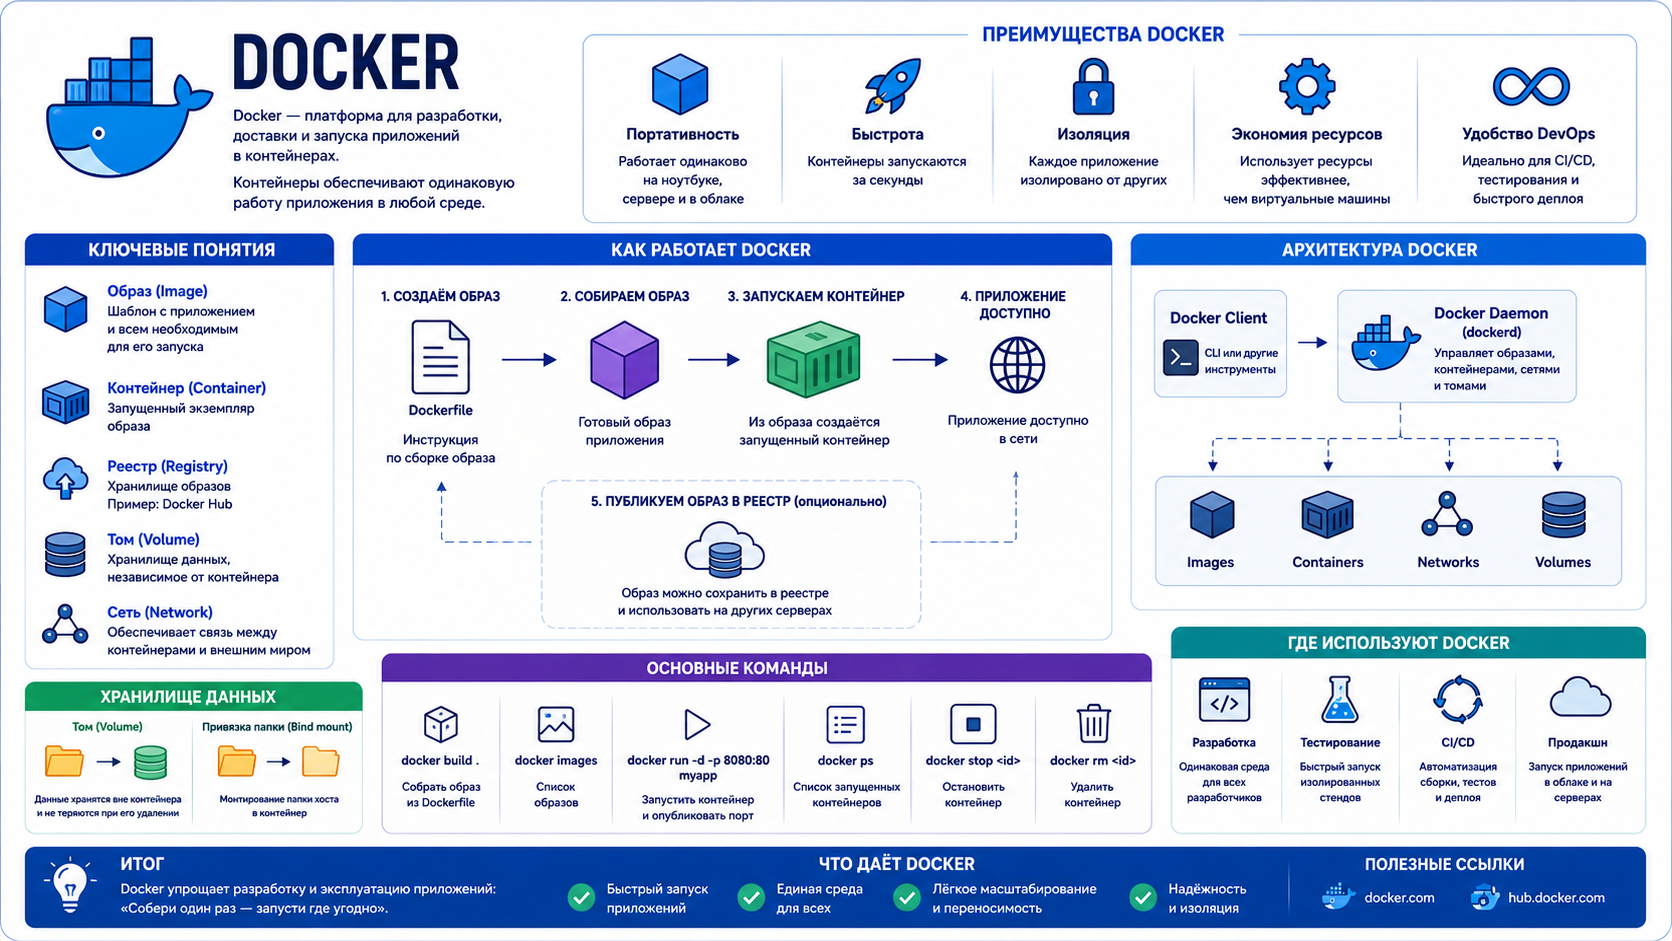 DOCKER
Docker — платформа для разработки,
доставки и запуска приложений
в контейнерах.
Контейнеры обеспечивают одинаковую
работу приложения в любой среде.
ПРЕИМУЩЕСТВА DOCKER
Портативность
Работает одинаково
на ноутбуке,
сервере и в облаке
Быстрота
Контейнеры запускаются
за секунды
Изоляция
Каждое приложение
изолировано от других
Экономия ресурсов
Использует ресурсы
эффективнее,
чем виртуальные машины
Удобство DevOps
Идеально для CI/CD,
тестирования и
быстрого деплоя
КЛЮЧЕВЫЕ ПОНЯТИЯ
Образ (Image)
Шаблон с приложением
и всем необходимым
для его запуска
Контейнер (Container)
Запущенный экземпляр
образа
Реестр (Registry)
Хранилище образов
Пример: Docker Hub
Том (Volume)
Хранилище данных,
независимое от контейнера
Сеть (Network)
Обеспечивает связь между
контейнерами и внешним миром
КАК РАБОТАЕТ DOCKER
1. СОЗДАЁМ ОБРАЗ
Dockerfile
Инструкция
по сборке образа
2. СОБИРАЕМ ОБРАЗ
Готовый образ
приложения
3. ЗАПУСКАЕМ КОНТЕЙНЕР
Из образа создаётся
запущенный контейнер
4. ПРИЛОЖЕНИЕ
ДОСТУПНО
Приложение доступно
в сети
5. ПУБЛИКУЕМ ОБРАЗ В РЕЕСТР (опционально)
Образ можно сохранить в реестре
и использовать на других серверах
АРХИТЕКТУРА DOCKER
Docker Client
CLI или другие
инструменты
Docker Daemon
(dockerd)
Управляет образами,
контейнерами, сетями
и томами
Images
Containers
Networks
Volumes
ХРАНИЛИЩЕ ДАННЫХ
Том (Volume)
Данные хранятся вне контейнера
и не теряются при его удалении
Привязка папки (Bind mount)
Монтирование папки хоста
в контейнер
ОСНОВНЫЕ КОМАНДЫ
docker build .
Собрать образ
из Dockerfile
docker images
Список
образов
docker run -d -p 8080:80
myapp
Запустить контейнер
и опубликовать порт
docker ps
Список запущенных
контейнеров
docker stop <id>
Остановить
контейнер
docker rm <id>
Удалить
контейнер
ГДЕ ИСПОЛЬЗУЮТ DOCKER
Разработка
Одинаковая среда
для всех
разработчиков
Тестирование
Быстрый запуск
изолированных
стендов
CI/CD
Автоматизация
сборки, тестов
и деплоя
Продакшн
Запуск приложений
в облаке и на
серверах
ИТОГ
Docker упрощает разработку и эксплуатацию приложений:
«Собери один раз — запусти где угодно».
ЧТО ДАЁТ DOCKER
Быстрый запуск
приложений
Единая среда
для всех
Лёгкое масштабирование
и переносимость
Надёжность
и изоляция
ПОЛЕЗНЫЕ ССЫЛКИ
docker.com
hub.docker.com